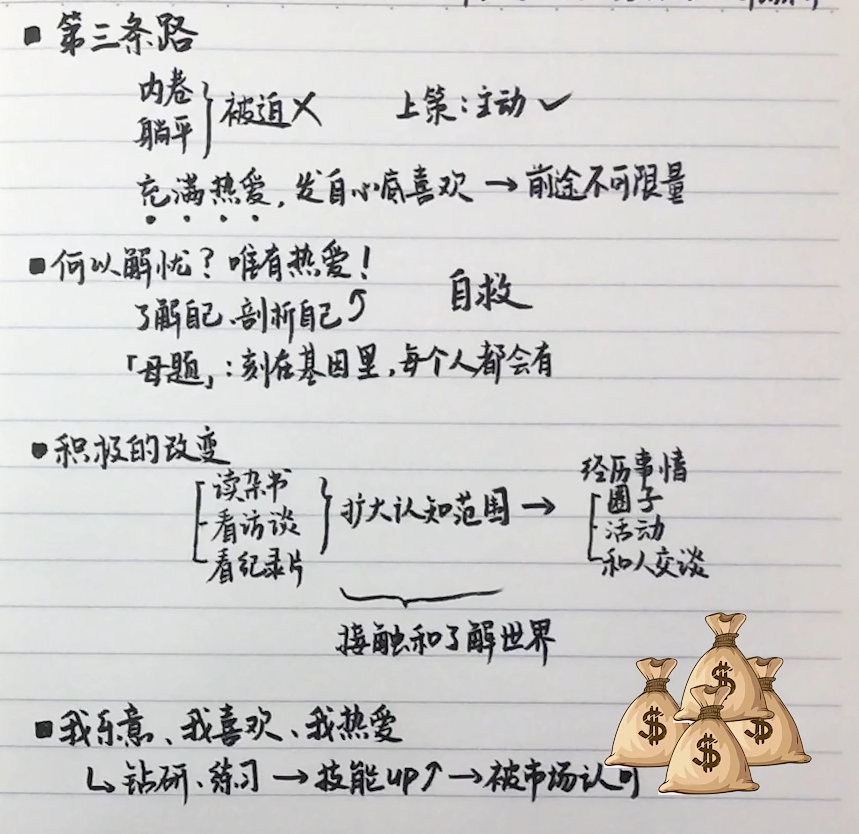 ■ 第三条路
内卷
躺平
} 被迫 ✗ 上策:主动 ✓
充满热爱,发自心底喜欢 → 前途不可限量
■ 何以解忧?唯有热爱!
了解自己、剖析自己 ⤴ 自救
「母题」:刻在基因里,每个人都会有
■ 积极的改变
读杂书
看访谈
看纪录片
} 扩大认知范围 →
经历事情
圈子
活动
和人交谈
接触和了解世界
■ 我乐意、我喜欢、我热爱
↳ 钻研、练习 → 技能up↑ → 被市场认可
$
$
$
$